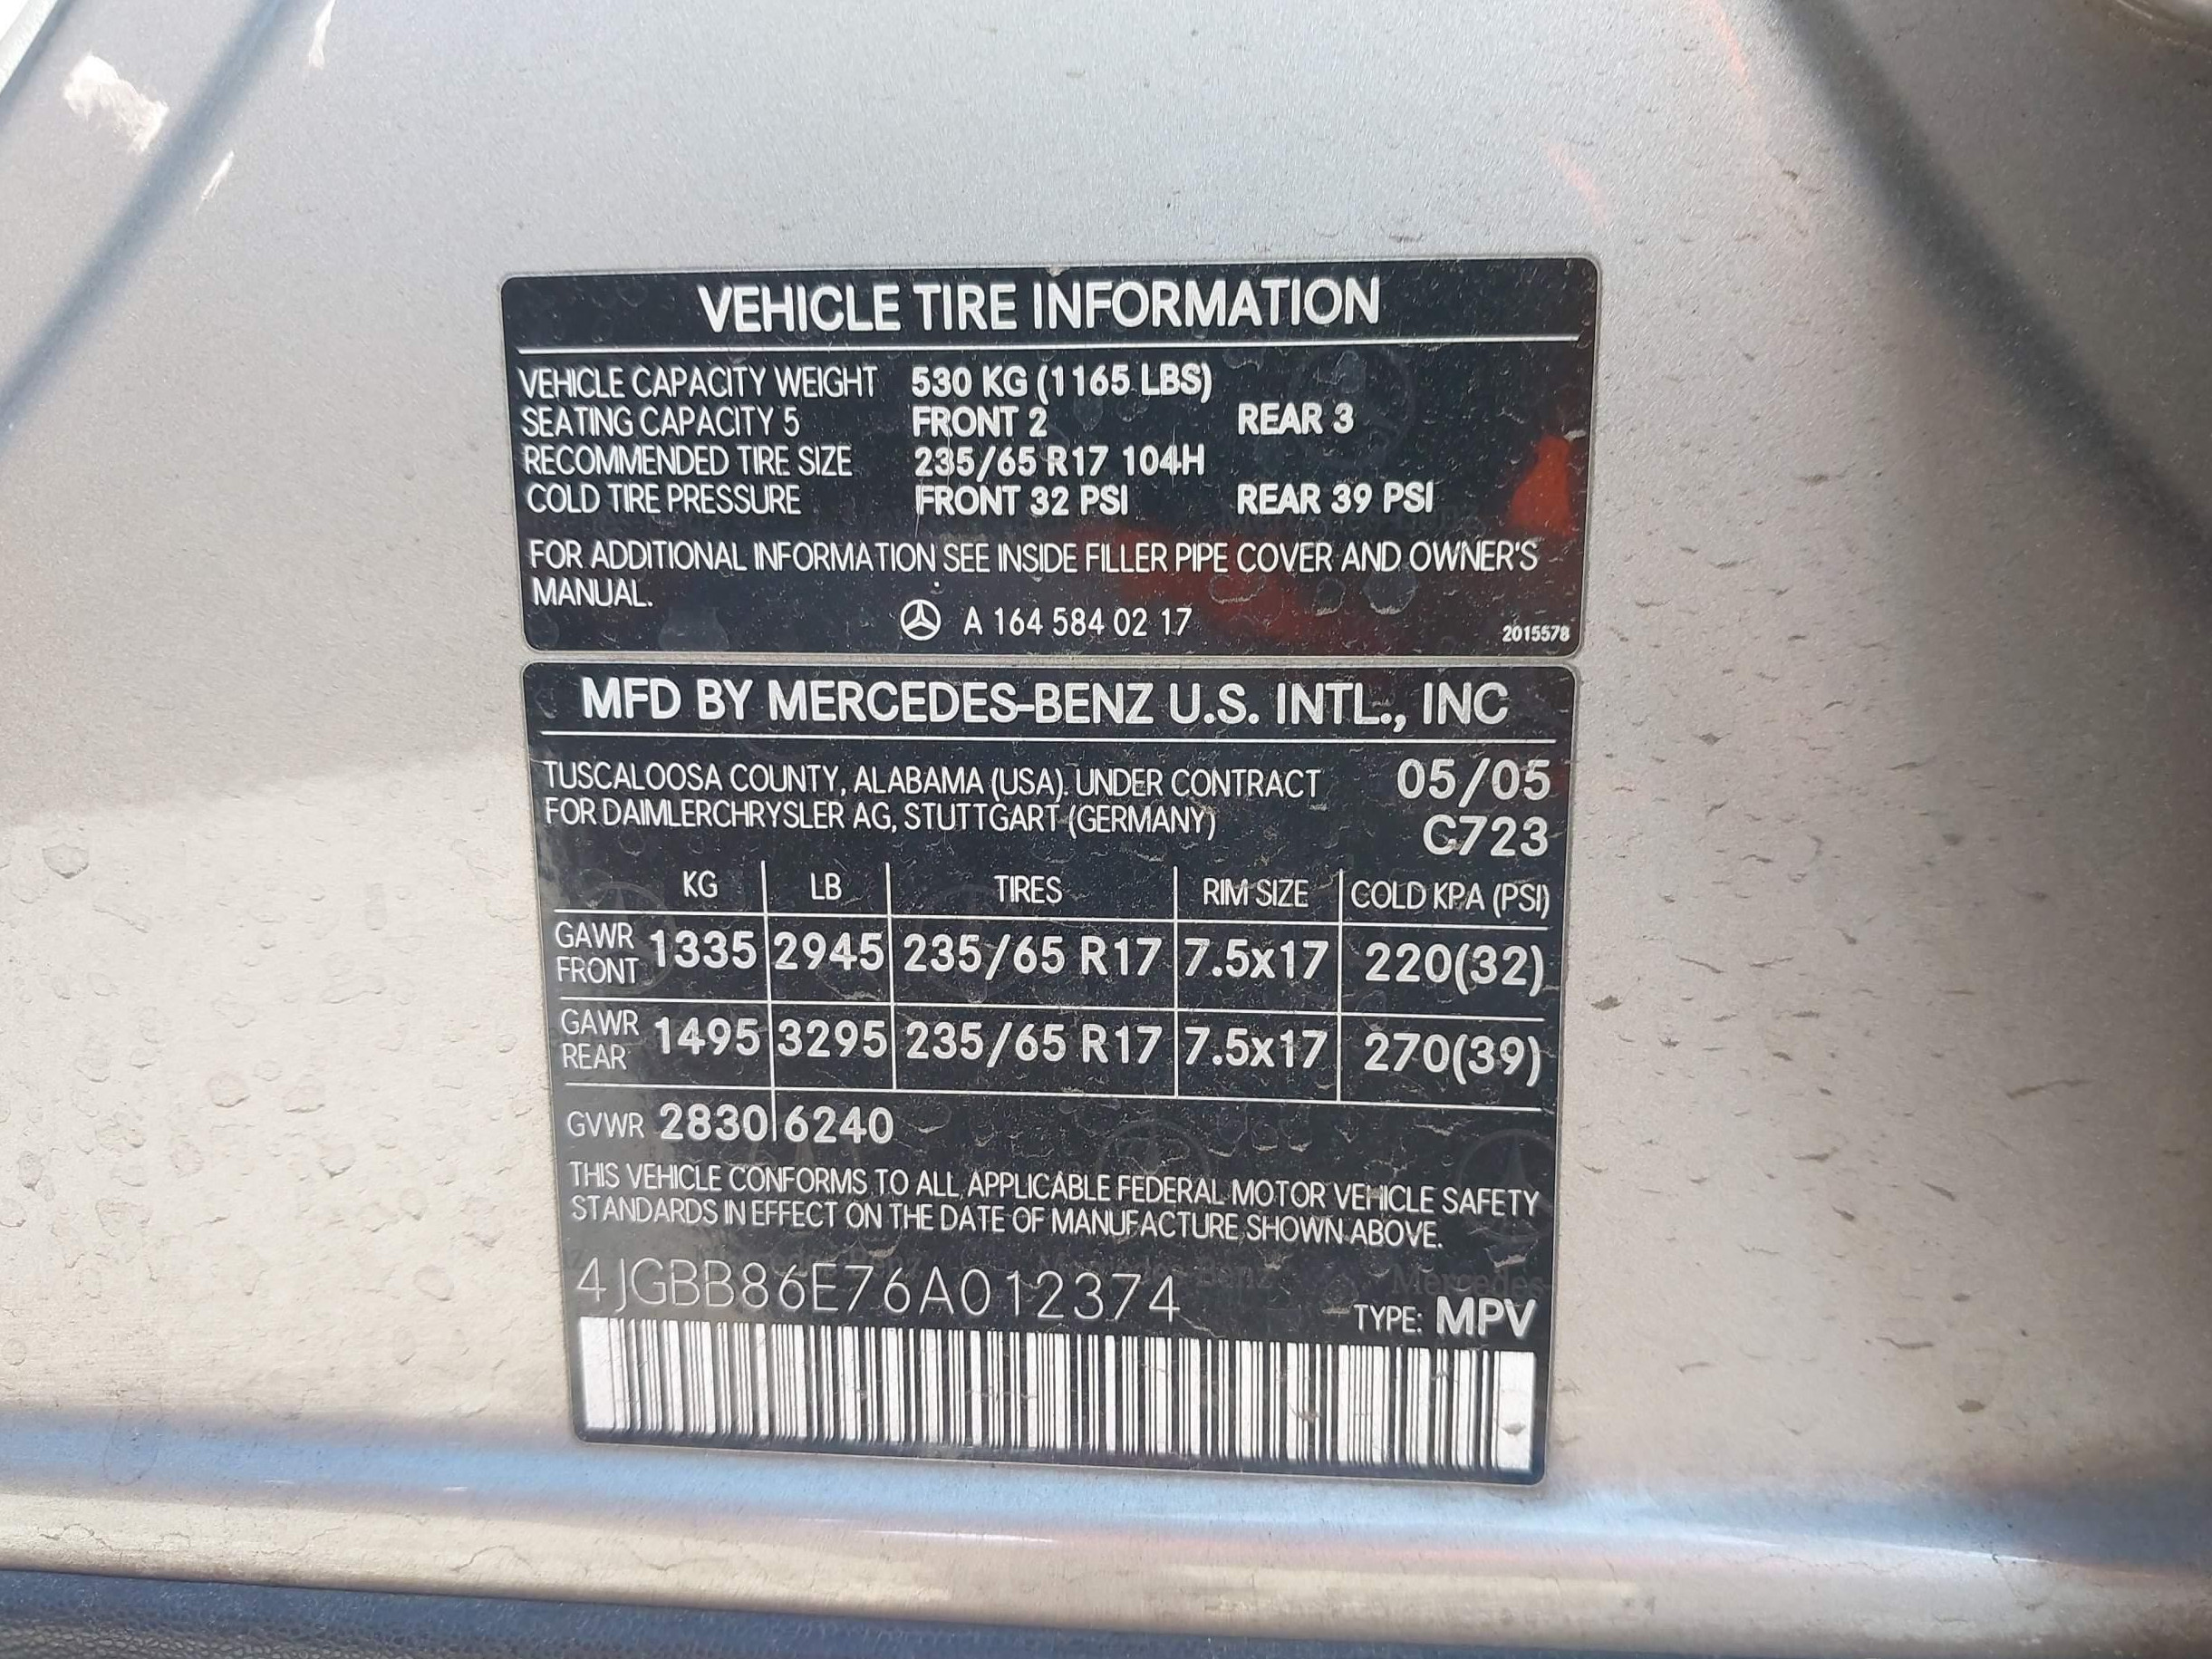 VEHICLE TIRE INFORMATION
VEHICLE CAPACITY WEIGHT 530 KG (1165 LBS)
SEATING CAPACITY 5 FRONT 2 REAR 3
RECOMMENDED TIRE SIZE 235/65 R17 104H
COLD TIRE PRESSURE FRONT 32 PSI REAR 39 PSI
FOR ADDITIONAL INFORMATION SEE INSIDE FILLER PIPE COVER AND OWNER'S
MANUAL.
A 164 584 02 17
2015578
MFD BY MERCEDES-BENZ U.S. INTL., INC
TUSCALOOSA COUNTY, ALABAMA (USA). UNDER CONTRACT 05/05
FOR DAIMLERCHRYSLER AG, STUTTGART (GERMANY) C723
KG LB TIRES RIM SIZE COLD KPA (PSI)
GAWR FRONT 1335 2945 235/65 R17 7.5x17 220(32)
GAWR REAR 1495 3295 235/65 R17 7.5x17 270(39)
GVWR 2830 6240
THIS VEHICLE CONFORMS TO ALL APPLICABLE FEDERAL MOTOR VEHICLE SAFETY
STANDARDS IN EFFECT ON THE DATE OF MANUFACTURE SHOWN ABOVE.
4JGBB86E76A012374
TYPE: MPV